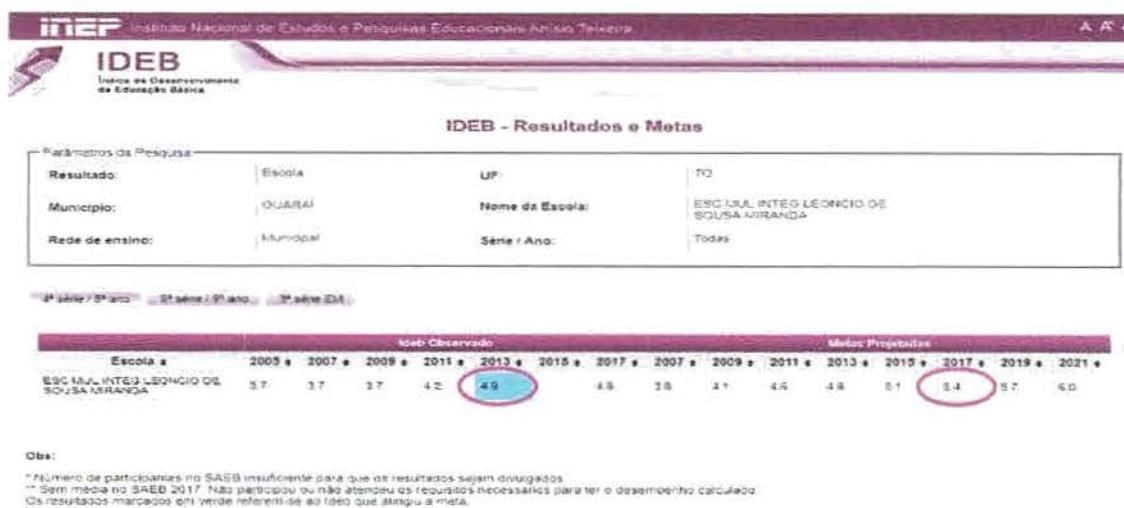 inep Instituto Nacional de Estudos e Pesquisas Educacionais Anísio Teixeira A A+
IDEB
Índice de Desenvolvimento
da Educação Básica
IDEB - Resultados e Metas
Parâmetros da Pesquisa
Resultado: Escola UF: TO
Município: GUARAÍ Nome da Escola: ESC MUL INTEG LEONCIO DE
SOUSA MIRANDA
Rede de ensino: Municipal Série / Ano: Todas
4ª série / 5º ano 8ª série / 9º ano 3ª série EM
Ideb Observado Metas Projetadas
Escola 2005 2007 2009 2011 2013 2015 2017 2007 2009 2011 2013 2015 2017 2019 2021
ESC MUL INTEG LEONCIO DE
SOUSA MIRANDA
3.7 3.7 3.7 4.2 4.9 3.8 4.1 4.8 5.1 5.4 5.7 6.0
Obs:
* Número de participantes no SAEB insuficiente para que os resultados sejam divulgados
** Sem média no SAEB 2017. Não participou ou não atendeu os requisitos necessários para ter o desempenho calculado
Os resultados marcados em verde referem-se ao Ideb que atingiu a meta.